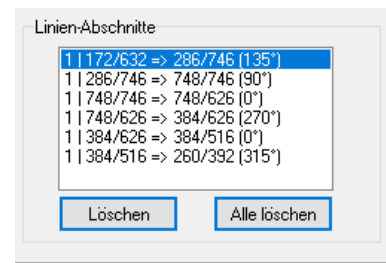 Linien-Abschnitte
1 | 172/632 => 286/746 (135°)
1 | 286/746 => 748/746 (90°)
1 | 748/746 => 748/626 (0°)
1 | 748/626 => 384/626 (270°)
1 | 384/626 => 384/516 (0°)
1 | 384/516 => 260/392 (315°)
Löschen
Alle löschen